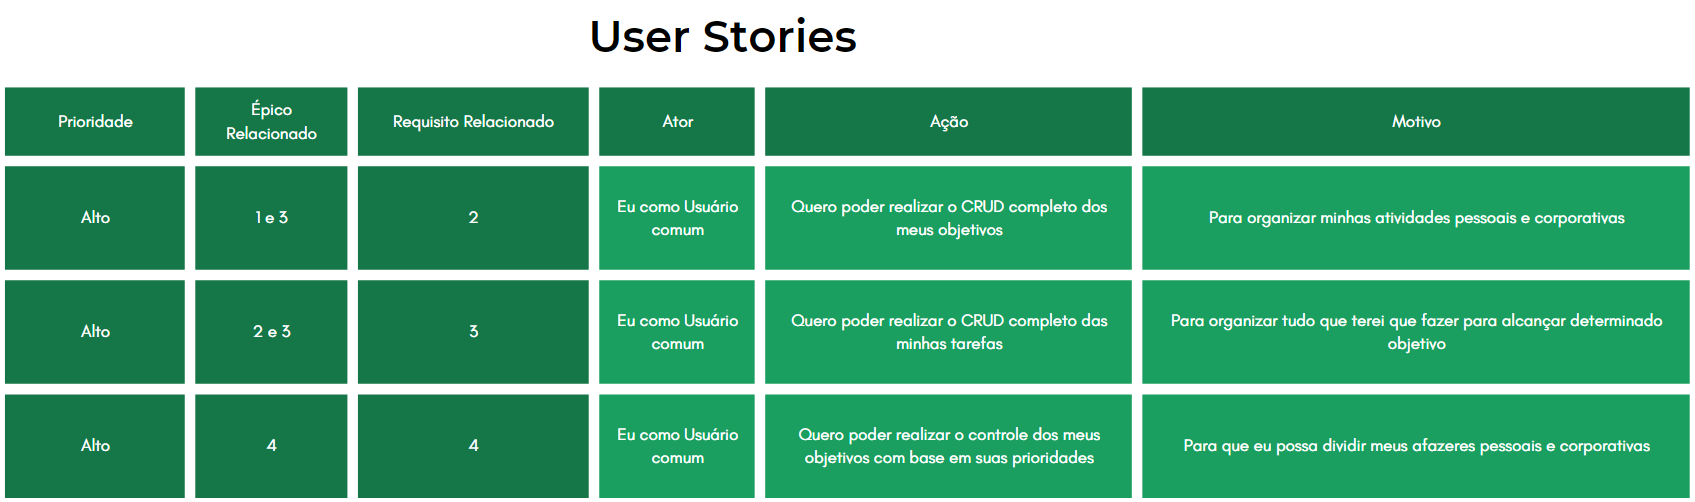 User Stories
Prioridade
Épico
Relacionado
Requisito Relacionado
Ator
Ação
Motivo
Alto
1 e 3
2
Eu como Usuário
comum
Quero poder realizar o CRUD completo dos
meus objetivos
Para organizar minhas atividades pessoais e corporativas
Alto
2 e 3
3
Eu como Usuário
comum
Quero poder realizar o CRUD completo das
minhas tarefas
Para organizar tudo que terei que fazer para alcançar determinado
objetivo
Alto
4
4
Eu como Usuário
comum
Quero poder realizar o controle dos meus
objetivos com base em suas prioridades
Para que eu possa dividir meus afazeres pessoais e corporativas